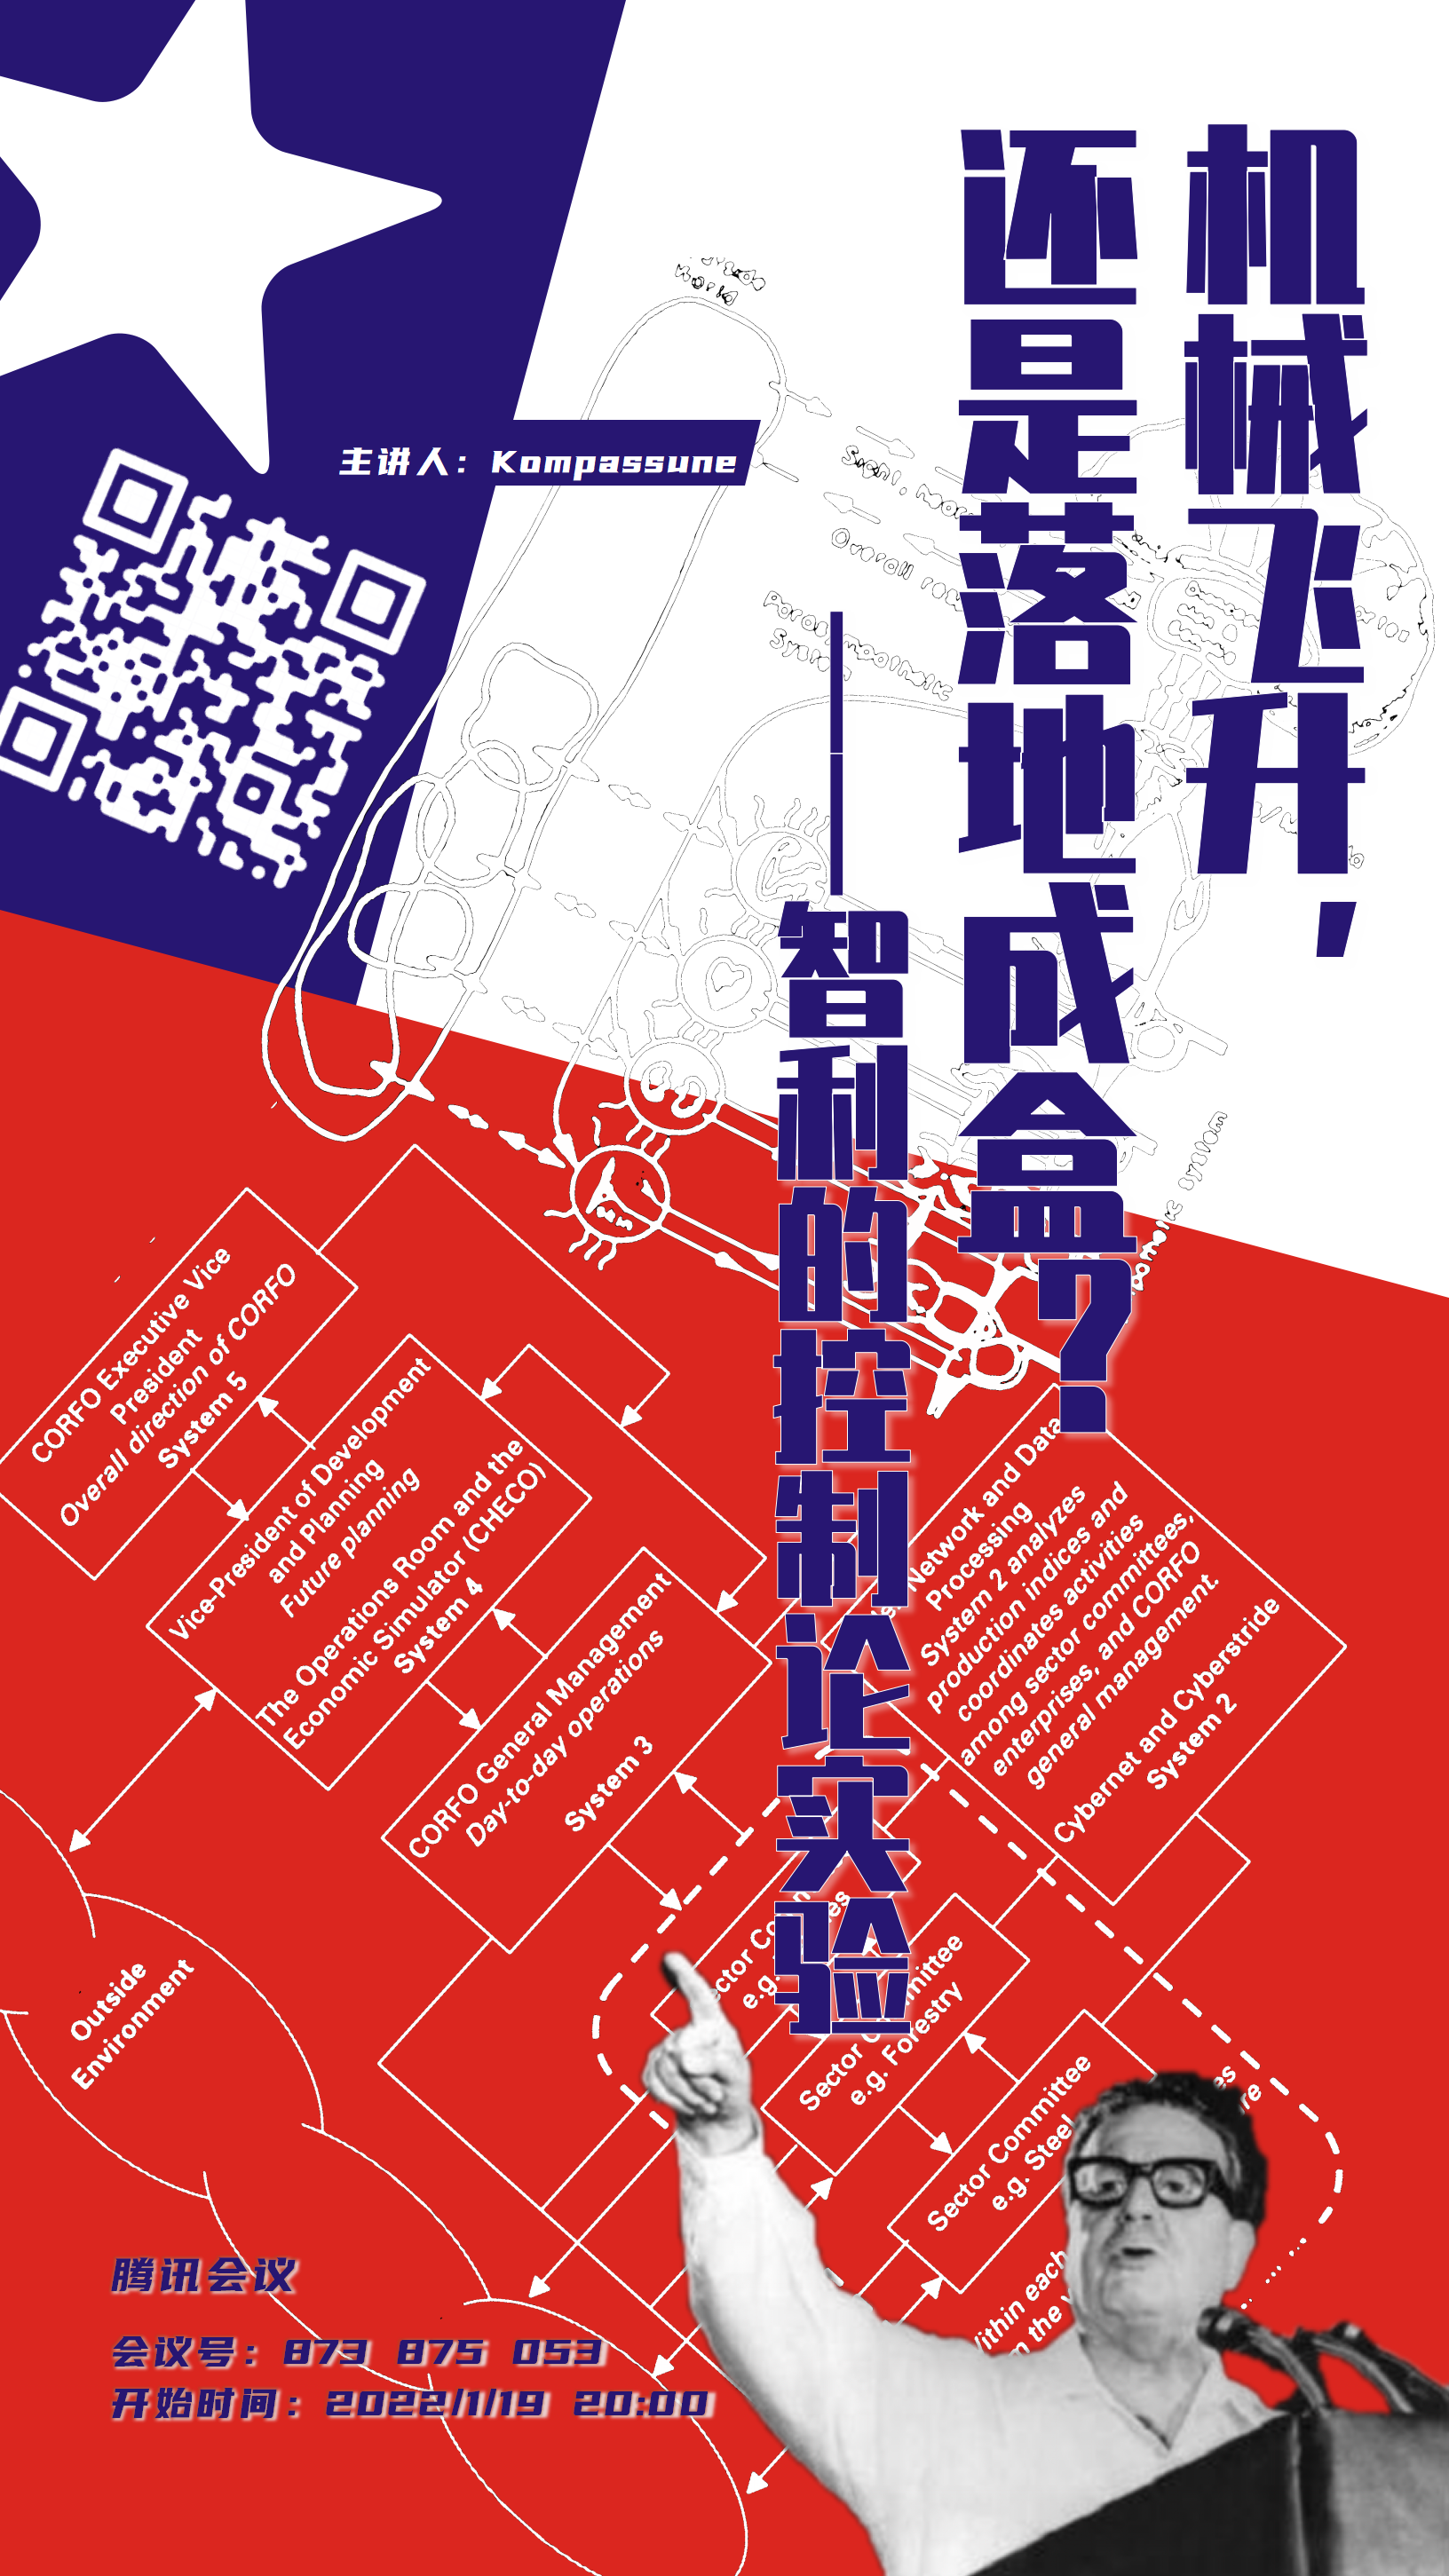 机械飞升,
还是落地成盒?
——智利的控制论实验
主讲人: Kompassune
CORFO Executive Vice
President
Overall direction of CORFO
System 5
Vice-President of Development
and Planning
Future planning
The Operations Room and the
Economic Simulator (CHECO)
System 4
CORFO General Management
Day-to-day operations
System 3
Network and Data
Processing
System 2 analyzes
production indices and
coordinates activities
among sector committees,
enterprises, and CORFO
general management.
Cybernet and Cyberstride
System 2
Outside
Environment
e.g.
Sector Committee
e.g. Forestry
Sector Committee
e.g. Steel
腾讯会议
会议号: 873 875 053
开始时间: 2022/1/19 20:00